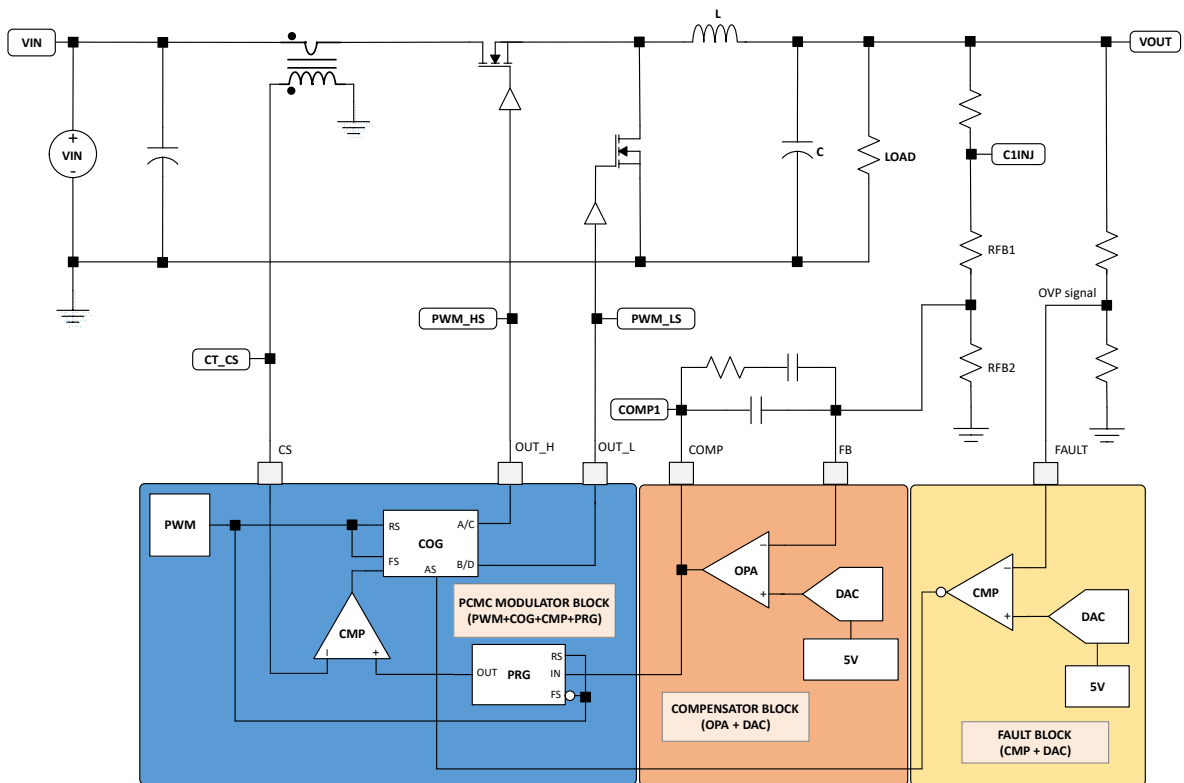 L
VIN
VOUT
+
VIN
-
C
LOAD
C1INJ
RFB1
OVP signal
PWM_HS
PWM_LS
CT_CS
RFB2
COMP1
CS
OUT_H
OUT_L
COMP
FB
FAULT
PWM
RS
A/C
COG
FS
AS
B/D
PCMC MODULATOR BLOCK
(PWM+COG+CMP+PRG)
CMP
–
+
OUT
PRG
RS
IN
FS
–
OPA
+
DAC
5V
COMPENSATOR BLOCK
(OPA + DAC)
–
CMP
+
DAC
5V
FAULT BLOCK
(CMP + DAC)